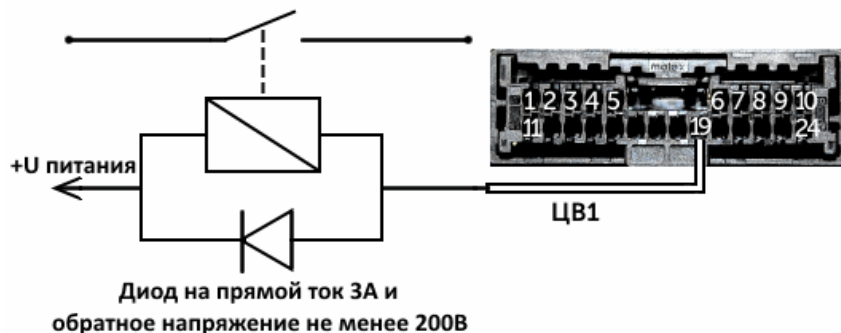 molex
1 2 3 4 5 6 7 8 9 10
11 19 24
+U питания
ЦВ1
Диод на прямой ток 3А и
обратное напряжение не менее 200В